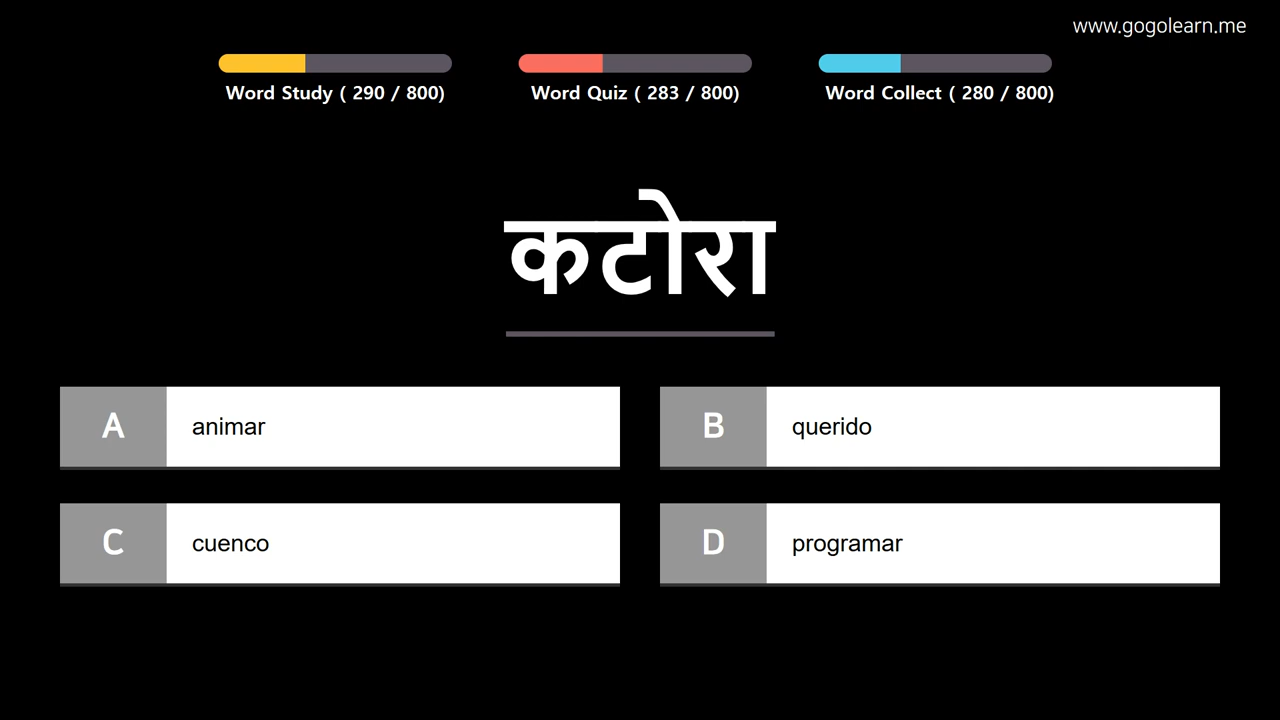 www.gogolearn.me
Word Study ( 290 / 800)
Word Quiz ( 283 / 800)
Word Collect ( 280 / 800)
कटोरा
A animar
B querido
C cuenco
D programar